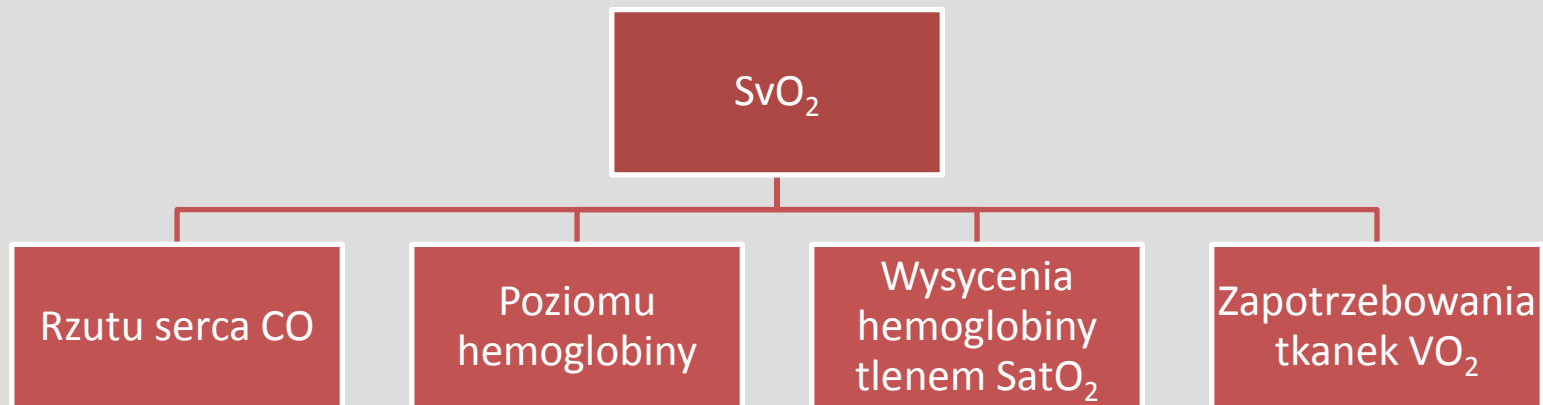 SvO₂
Rzutu serca CO
Poziomu
hemoglobiny
Wysycenia
hemoglobiny
tlenem SatO₂
Zapotrzebowania
tkanek VO₂